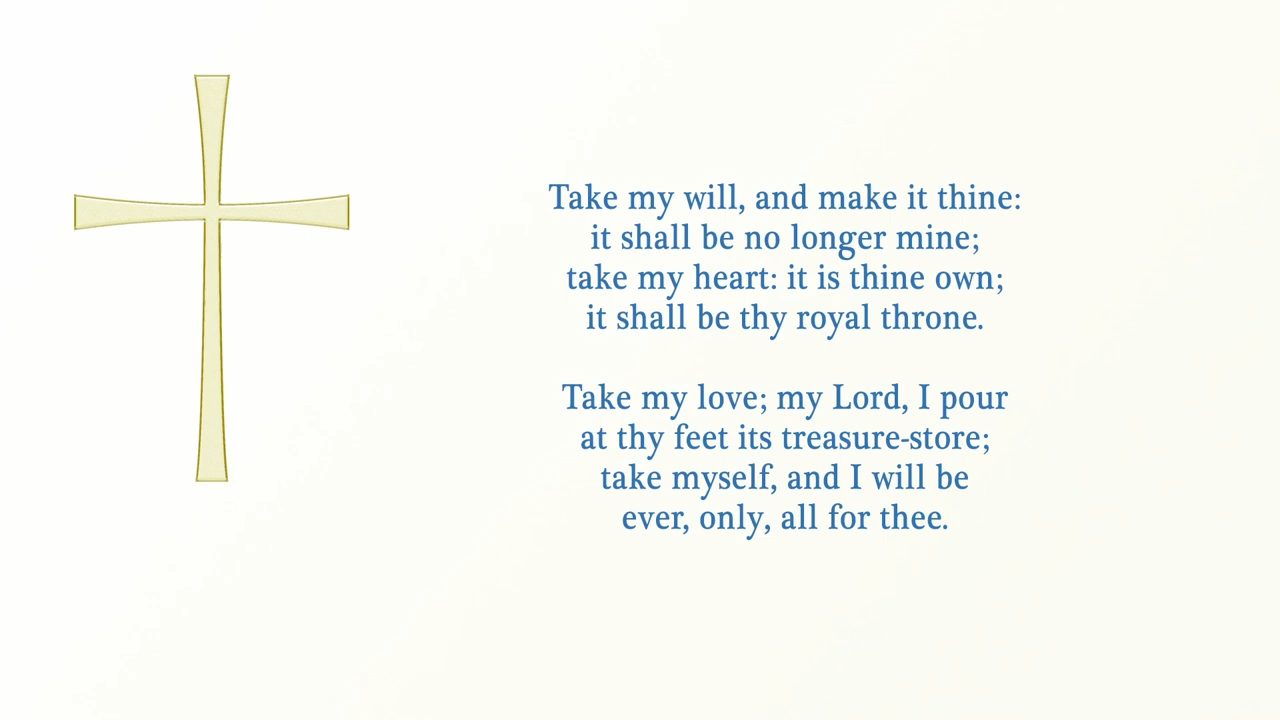 Take my will, and make it thine:
it shall be no longer mine;
take my heart: it is thine own;
it shall be thy royal throne.
Take my love; my Lord, I pour
at thy feet its treasure-store;
take myself, and I will be
ever, only, all for thee.